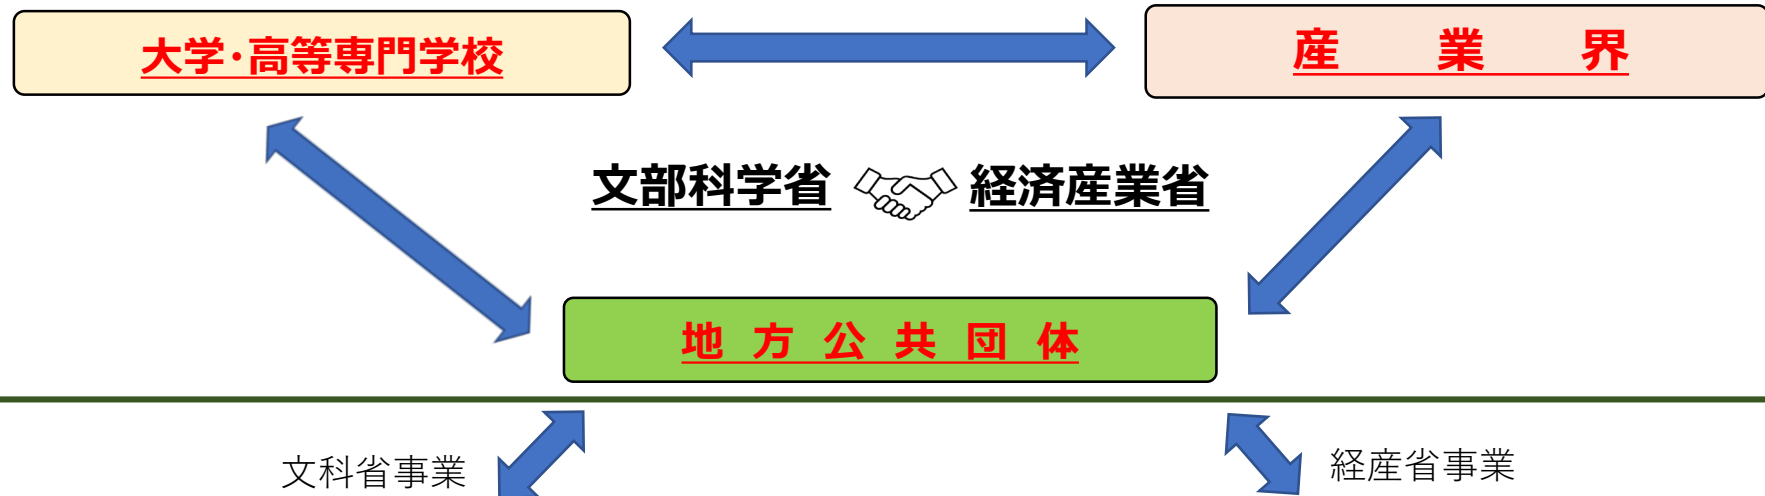 大学・高等専門学校
産業界
文部科学省 経済産業省
地方公共団体
文科省事業
経産省事業